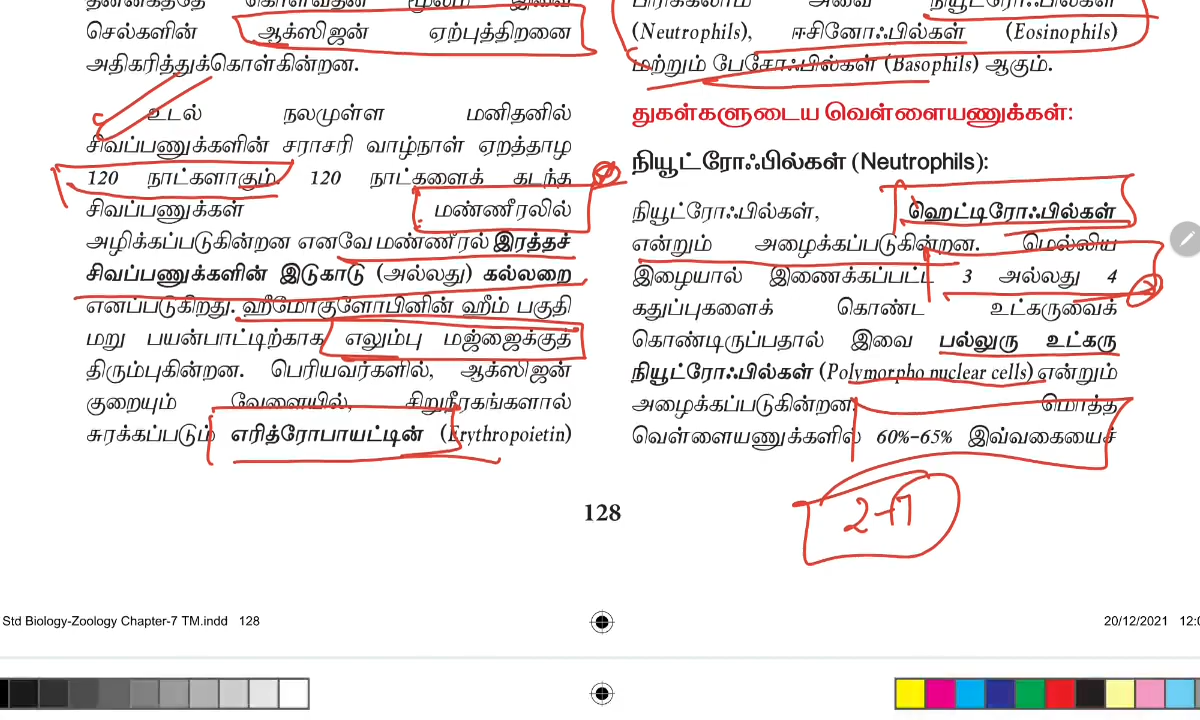 செல்களின் ஆக்ஸிஜன் ஏற்புத்திறனை
அதிகரித்துக்கொள்கின்றன.
உடல் நலமுள்ள மனிதனில்
சிவப்பணுக்களின் சராசரி வாழ்நாள் ஏறத்தாழ
120 நாட்களாகும். 120 நாட்களைக் கடந்த
சிவப்பணுக்கள் மண்ணீரலில்
அழிக்கப்படுகின்றன எனவே மண்ணீரல் இரத்தச்
சிவப்பணுக்களின் இடுகாடு (அல்லது) கல்லறை
எனப்படுகிறது. ஹீமோகுளோபினின் ஹீம் பகுதி
மறு பயன்பாட்டிற்காக எலும்பு மஜ்ஜைக்குத்
திரும்புகின்றன. பெரியவர்களில், ஆக்ஸிஜன்
குறையும் வேளையில், சிறுநீரகங்களால்
சுரக்கப்படும் எரித்ரோபாயட்டின் (Erythropoietin)
(Neutrophils), ஈசினோஃபில்கள் (Eosinophils)
மற்றும் பேசோஃபில்கள் (Basophils) ஆகும்.
துகள்களுடைய வெள்ளையணுக்கள்:
நியூட்ரோஃபில்கள் (Neutrophils):
நியூட்ரோஃபில்கள், ஹெட்டிரோஃபில்கள்
என்றும் அழைக்கப்படுகின்றன. மெல்லிய
இழையால் இணைக்கப்பட்ட 3 அல்லது 4
கதுப்புகளைக் கொண்ட உட்கருவைக்
கொண்டிருப்பதால் இவை பல்லுரு உட்கரு
நியூட்ரோஃபில்கள் (Polymorpho nuclear cells) என்றும்
அழைக்கப்படுகின்றன. மொத்த
வெள்ளையணுக்களில் 60%-65% இவ்வகையைச்
2-7
128
Std Biology-Zoology Chapter-7 TM.indd 128
20/12/2021 12:0